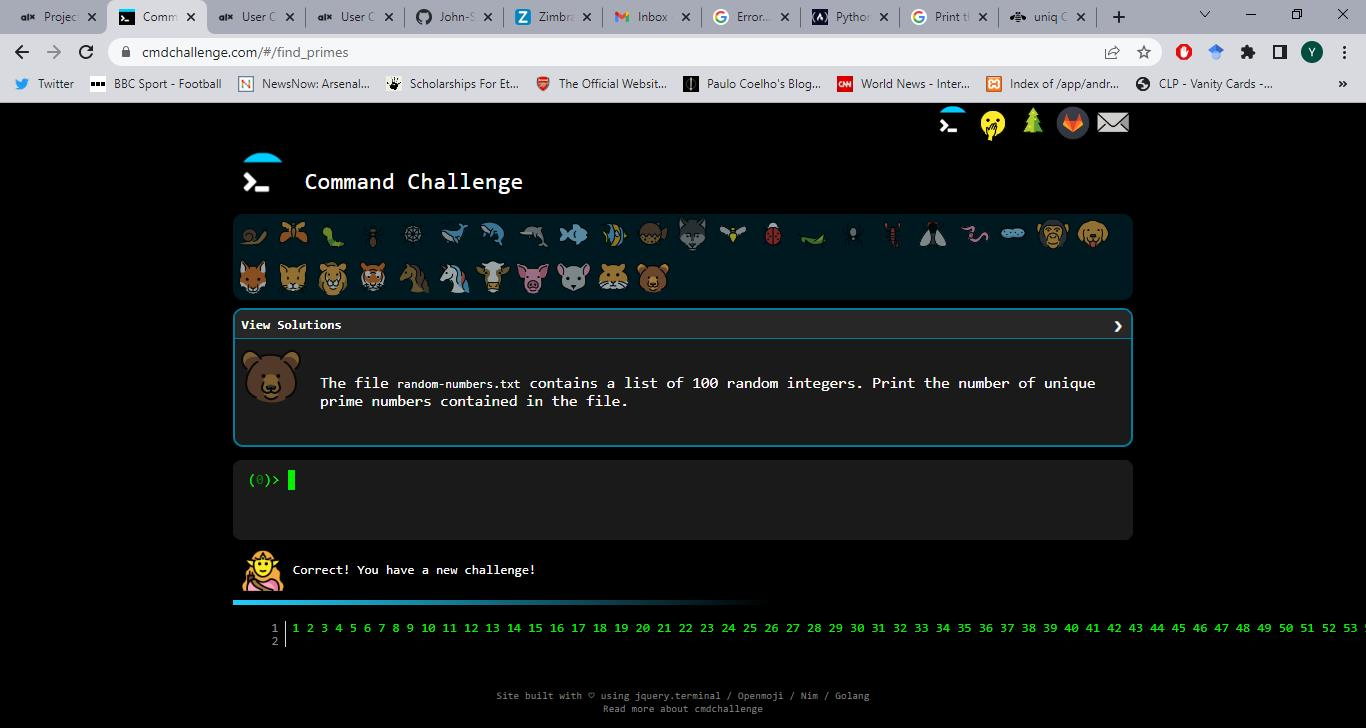 alx Projec
Comm
alx User C
alx User C
John-S
Zimbra
Inbox
Error...
Python
Print th
uniq C
cmdchallenge.com/#/find_primes
Y
Twitter
BBC Sport - Football
NewsNow: Arsenal...
Scholarships For Et...
The Official Websit...
Paulo Coelho's Blog...
CNN World News - Inter...
Index of /app/andr...
CLP - Vanity Cards -...
Command Challenge
View Solutions
The file random-numbers.txt contains a list of 100 random integers. Print the number of unique
prime numbers contained in the file.
(0)>
Correct! You have a new challenge!
1 1 2 3 4 5 6 7 8 9 10 11 12 13 14 15 16 17 18 19 20 21 22 23 24 25 26 27 28 29 30 31 32 33 34 35 36 37 38 39 40 41 42 43 44 45 46 47 48 49 50 51 52 53
2
Site built with ♡ using jquery.terminal / Openmoji / Nim / Golang
Read more about cmdchallenge